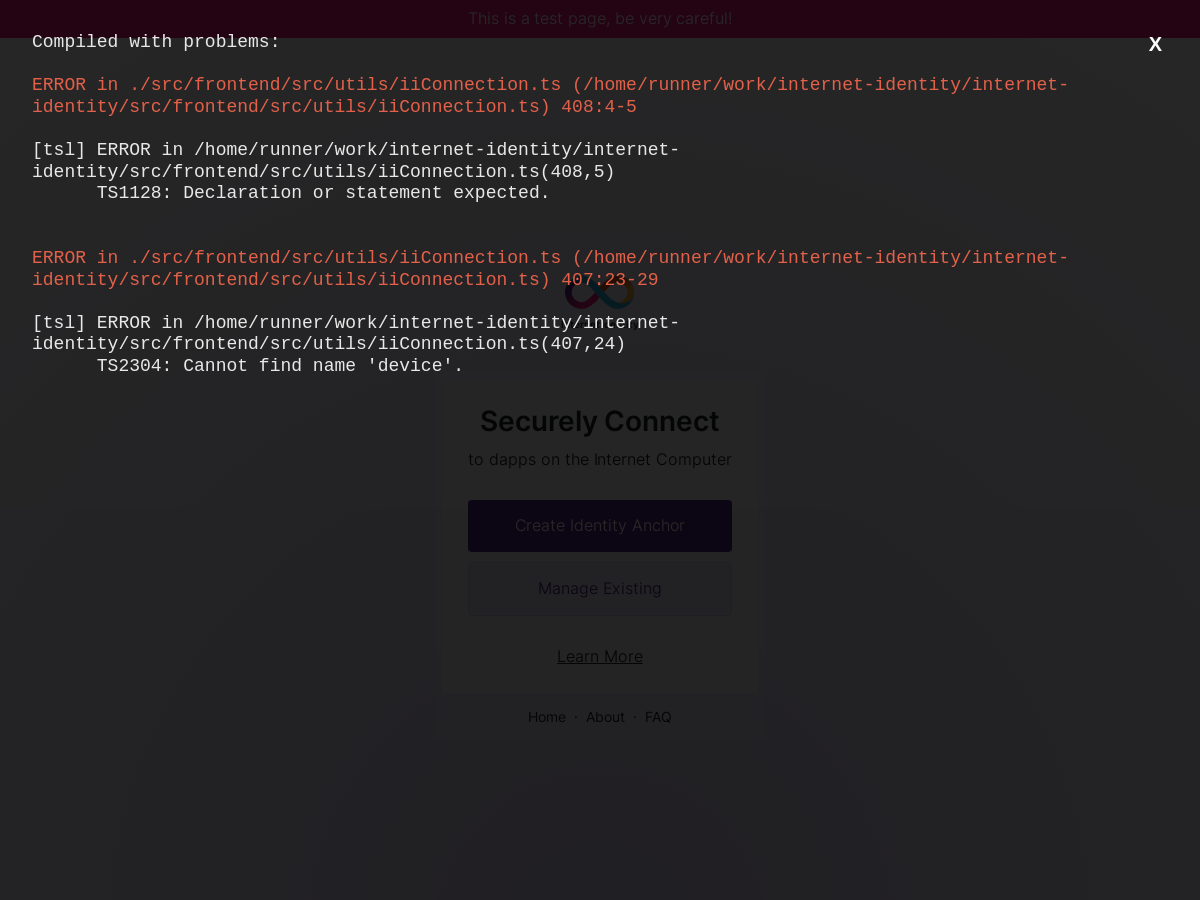 This is a test page, be very careful!
Compiled with problems:
X
ERROR in ./src/frontend/src/utils/iiConnection.ts (/home/runner/work/internet-identity/internet-
identity/src/frontend/src/utils/iiConnection.ts) 408:4-5
[tsl] ERROR in /home/runner/work/internet-identity/internet-
identity/src/frontend/src/utils/iiConnection.ts(408,5)
TS1128: Declaration or statement expected.
ERROR in ./src/frontend/src/utils/iiConnection.ts (/home/runner/work/internet-identity/internet-
identity/src/frontend/src/utils/iiConnection.ts) 407:23-29
[tsl] ERROR in /home/runner/work/internet-identity/internet-
identity/src/frontend/src/utils/iiConnection.ts(407,24)
TS2304: Cannot find name 'device'.
Securely Connect
to dapps on the Internet Computer
Create Identity Anchor
Manage Existing
Learn More
Home · About · FAQ